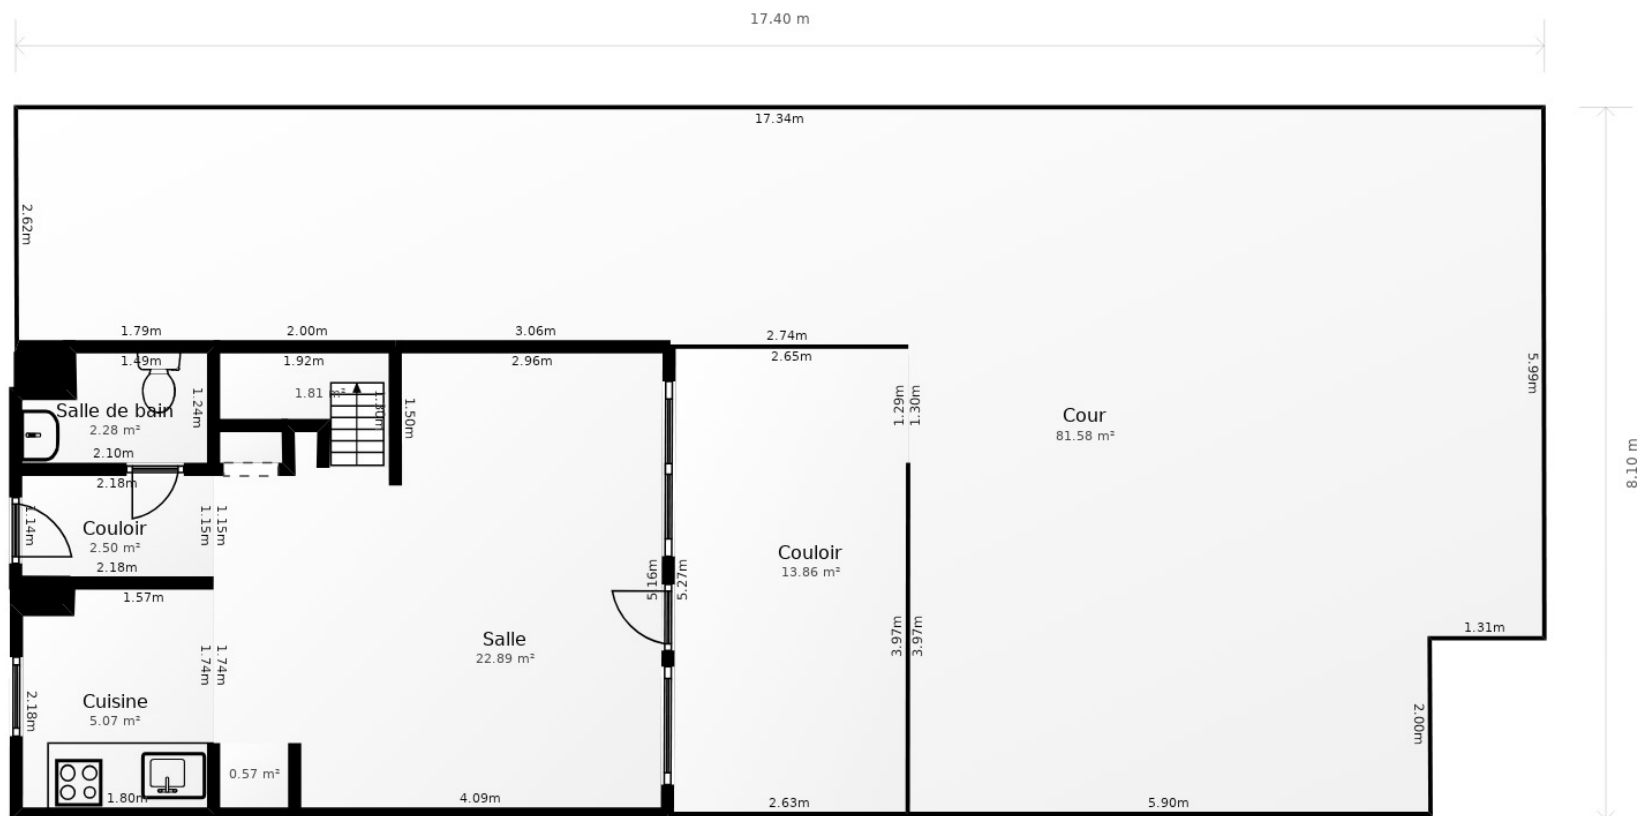 17.40 m
17.34m
2.62m
1.79m
2.00m
3.06m
2.74m
1.49m
1.92m
2.96m
2.65m
5.99m
1.81 m²
1.30m
1.24m
1.50m
1.29m
1.30m
Salle de bain
2.28 m²
2.10m
Cour
81.58 m²
8.10 m
2.18m
1.14m
Couloir
2.50 m²
2.18m
1.15m
1.15m
Couloir
13.86 m²
5.16m
5.27m
1.57m
1.74m
1.74m
Salle
22.89 m²
3.97m
3.97m
1.31m
2.18m
Cuisine
5.07 m²
2.00m
0.57 m²
1.80m
4.09m
2.63m
5.90m